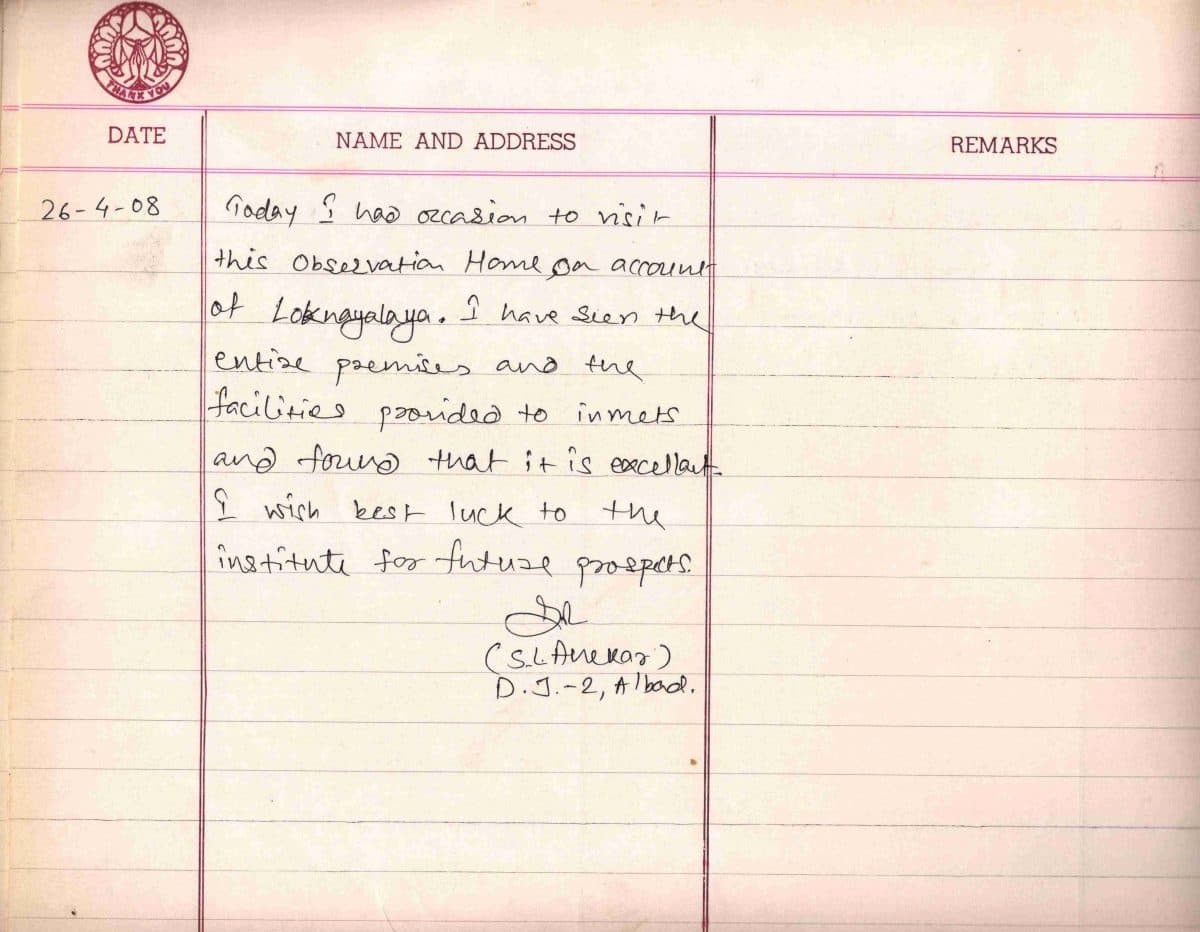 THANK YOU
DATE NAME AND ADDRESS REMARKS
26-4-08 Today I had occasion to visit
this Observation Home on account
of Loknayalaya. I have seen the
entire premises and the
facilities provided to inmets
and found that it is excellant.
I wish best luck to the
institute for future prospects.
(S.L. Anekar)
D.J.-2, A'bad.